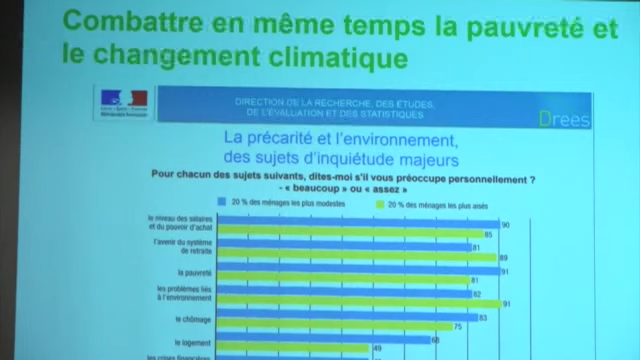 Combattre en même temps la pauvreté et
le changement climatique
DIRECTION DE LA RECHERCHE, DES ÉTUDES,
DE L'ÉVALUATION ET DES STATISTIQUES
Drees
La précarité et l'environnement,
des sujets d'inquiétude majeurs
Pour chacun des sujets suivants, dites-moi s'il vous préoccupe personnellement ?
- « beaucoup » ou « assez »
20 % des ménages les plus modestes
20 % des ménages les plus aisés
le niveau des salaires
et du pouvoir d'achat
90
85
l'avenir du système
de retraite
81
89
la pauvreté
91
81
les problèmes liés
à l'environnement
82
91
le chômage
83
75
le logement
68
49
les crises financières